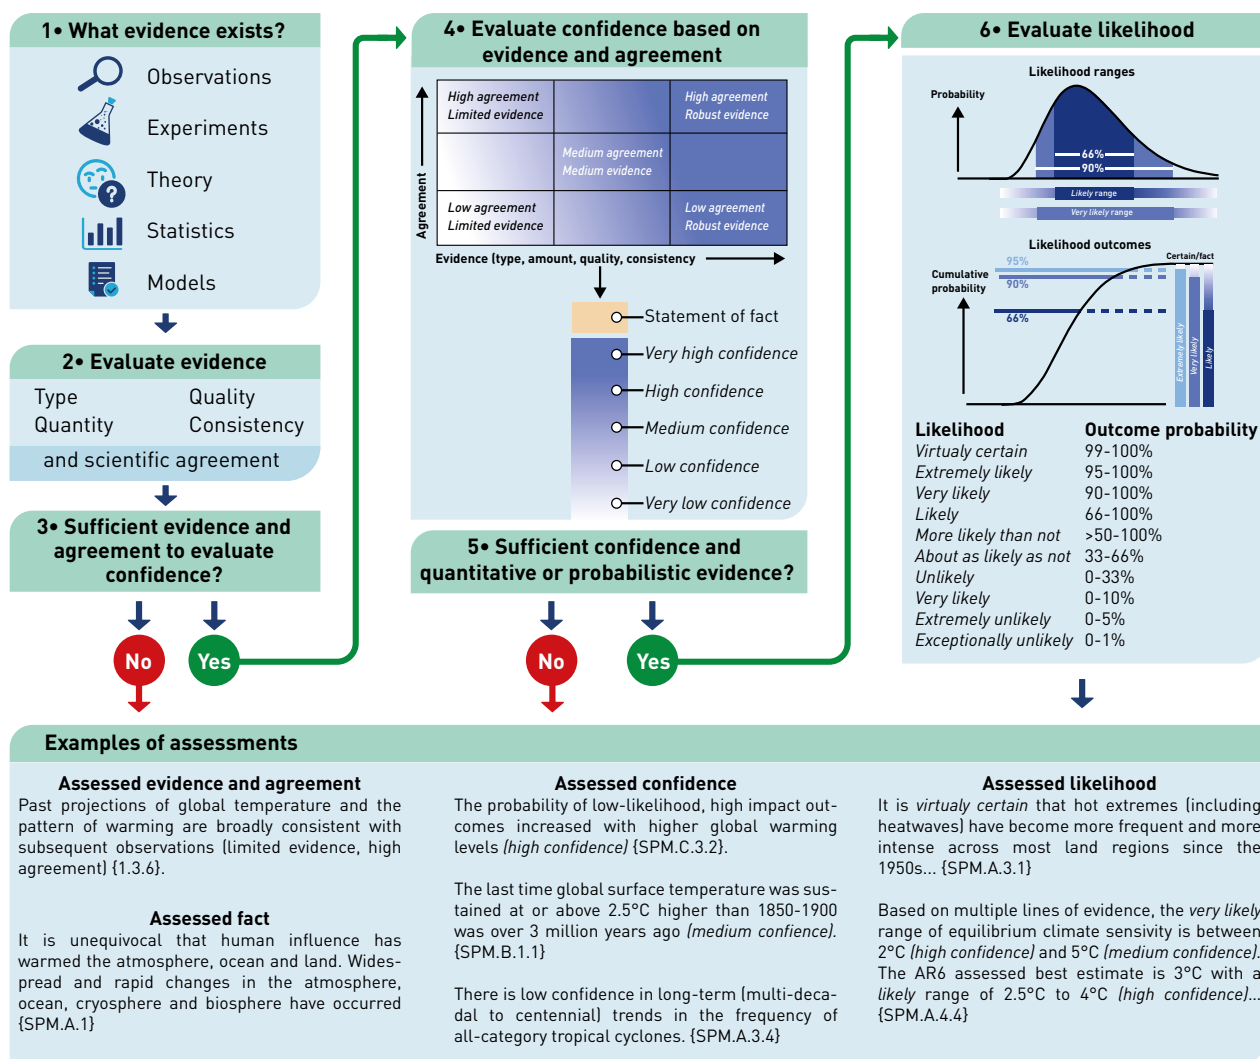 1• What evidence exists?
Observations
Experiments
Theory
?
Statistics
Models
2• Evaluate evidence
Type
Quality
Quantity
Consistency
and scientific agreement
3• Sufficient evidence and
agreement to evaluate
confidence?
No
Yes
4• Evaluate confidence based on
evidence and agreement
Agreement
High agreement
Limited evidence
High agreement
Robust evidence
Medium agreement
Medium evidence
Low agreement
Limited evidence
Low agreement
Robust evidence
Evidence (type, amount, quality, consistency
Statement of fact
Very high confidence
High confidence
Medium confidence
Low confidence
Very low confidence
5• Sufficient confidence and
quantitative or probabilistic evidence?
No
Yes
6• Evaluate likelihood
Likelihood ranges
Probability
66%
90%
Likely range
Very likely range
Likelihood outcomes
Certain/fact
Cumulative
probability
95%
90%
66%
Extremely likely
Very likely
Likely
Likelihood Outcome probability
Virtualy certain 99-100%
Extremely likely 95-100%
Very likely 90-100%
Likely 66-100%
More likely than not >50-100%
About as likely as not 33-66%
Unlikely 0-33%
Very likely 0-10%
Extremely unlikely 0-5%
Exceptionally unlikely 0-1%
Examples of assessments
Assessed evidence and agreement
Past projections of global temperature and the
pattern of warming are broadly consistent with
subsequent observations (limited evidence, high
agreement) {1.3.6}.
Assessed fact
It is unequivocal that human influence has
warmed the atmosphere, ocean and land. Wides-
pread and rapid changes in the atmosphere,
ocean, cryosphere and biosphere have occurred
{SPM.A.1}
Assessed confidence
The probability of low-likelihood, high impact out-
comes increased with higher global warming
levels (high confidence) {SPM.C.3.2}.
The last time global surface temperature was sus-
tained at or above 2.5°C higher than 1850-1900
was over 3 million years ago (medium confience).
{SPM.B.1.1}
There is low confidence in long-term (multi-deca-
dal to centennial) trends in the frequency of
all-category tropical cyclones. {SPM.A.3.4}
Assessed likelihood
It is virtualy certain that hot extremes (including
heatwaves) have become more frequent and more
intense across most land regions since the
1950s... {SPM.A.3.1}
Based on multiple lines of evidence, the very likely
range of equilibrium climate sensivity is between
2°C (high confidence) and 5°C (medium confidence).
The AR6 assessed best estimate is 3°C with a
likely range of 2.5°C to 4°C (high confidence)...
{SPM.A.4.4}